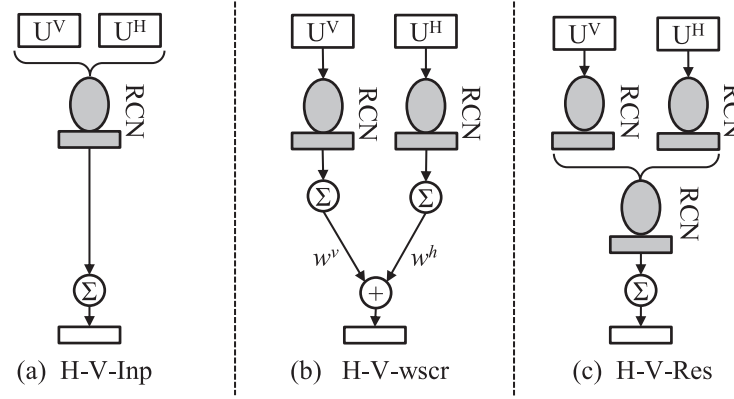 U^V U^H
RCN
Σ
(a) H-V-Inp
U^V U^H
RCN RCN
Σ Σ
w^v w^h
+
(b) H-V-wscr
U^V U^H
RCN RCN
RCN
Σ
(c) H-V-Res